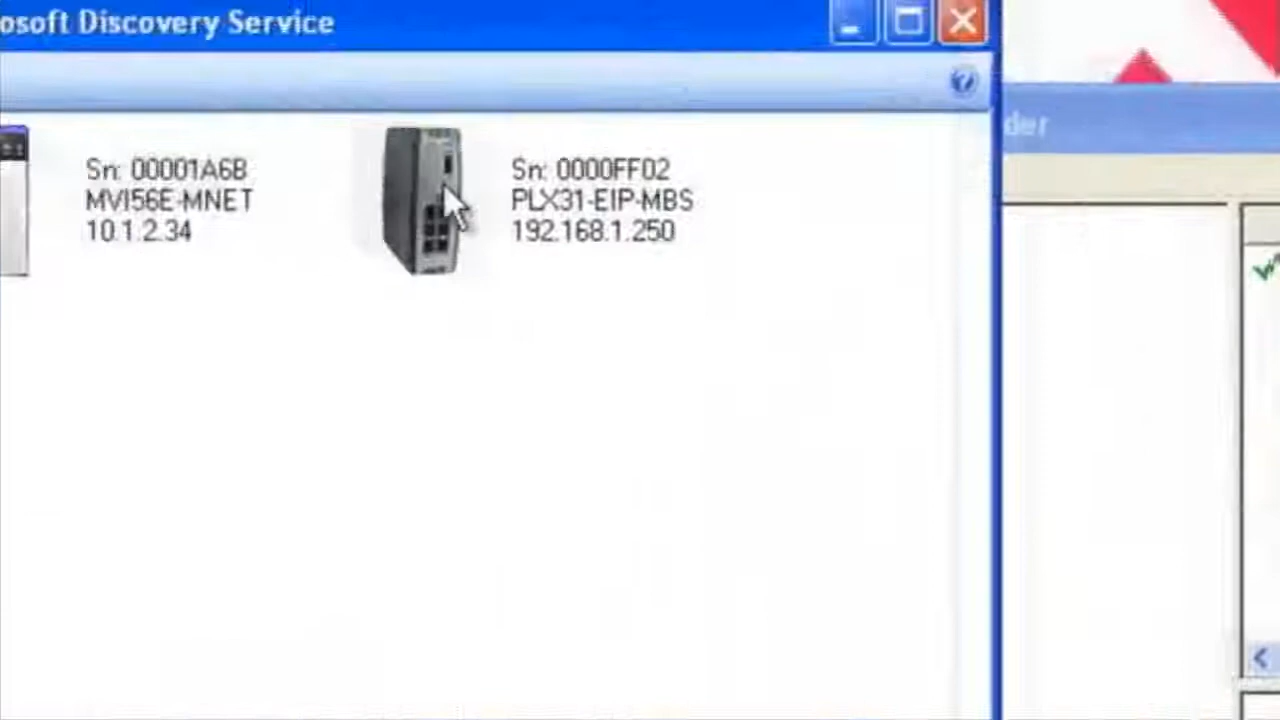 osoft Discovery Service
der
Sn: 00001A6B
MVI56E-MNET
10.1.2.34
Sn: 0000FF02
PLX31-EIP-MBS
192.168.1.250